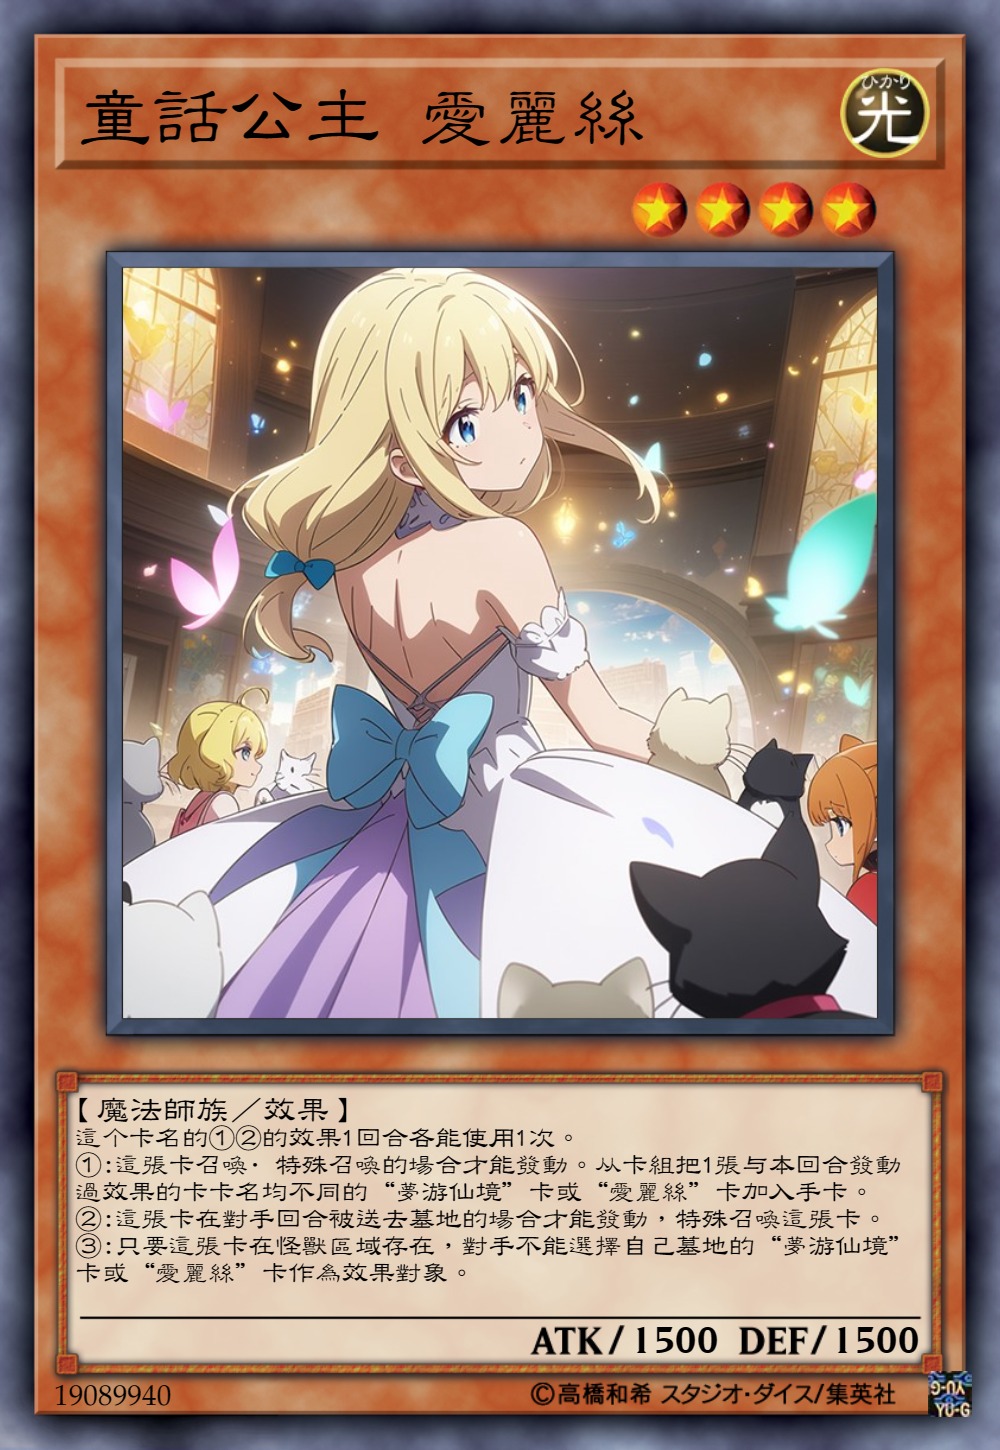 童話公主 愛麗絲
ひかり
光
【魔法師族／效果】
這个卡名的①②的效果1回合各能使用1次。
①:這張卡召喚·特殊召喚的場合才能發動。从卡組把1張与本回合發動
過效果的卡卡名均不同的“夢游仙境”卡或“愛麗絲”卡加入手卡。
②:這張卡在對手回合被送去墓地的場合才能發動，特殊召喚這張卡。
③:只要這張卡在怪獸區域存在，對手不能選擇自己墓地的“夢游仙境”
卡或“愛麗絲”卡作為效果對象。
ATK/1500 DEF/1500
19089940
©高橋和希 スタジオ・ダイス/集英社
YU-G
YU-G